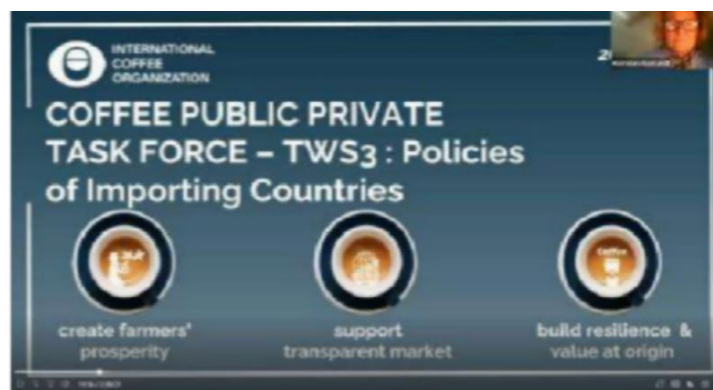 INTERNATIONAL
COFFEE
ORGANIZATION
COFFEE PUBLIC PRIVATE
TASK FORCE – TWS3 : Policies
of Importing Countries
Coffee
create farmers'
prosperity
support
transparent market
build resilience &
value at origin